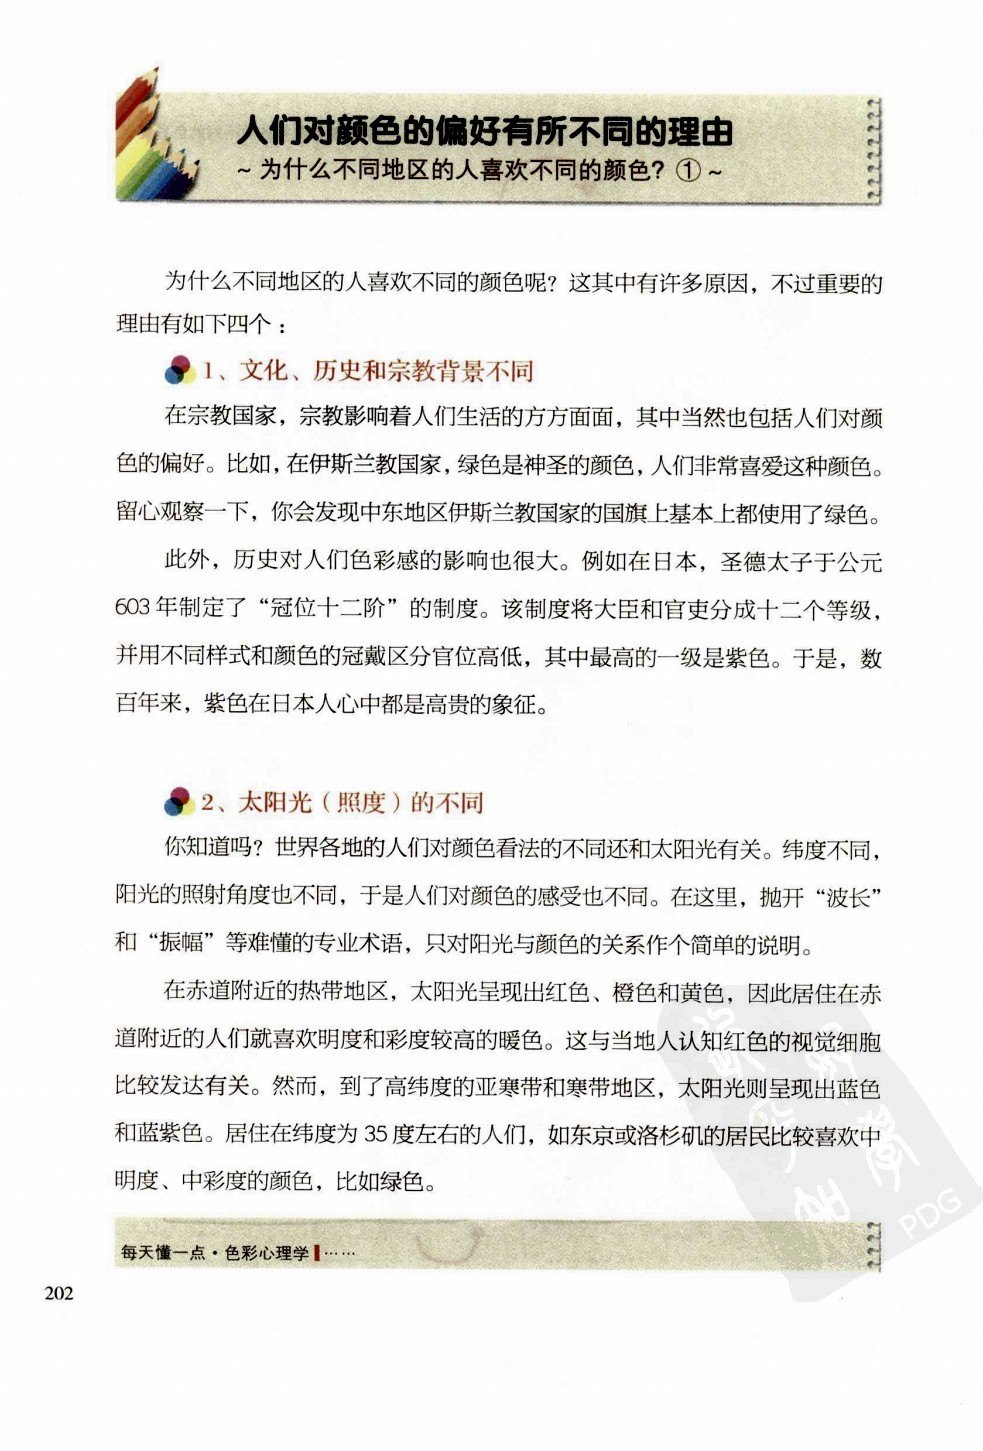 人们对颜色的偏好有所不同的理由
~ 为什么不同地区的人喜欢不同的颜色？① ~
为什么不同地区的人喜欢不同的颜色呢？这其中有许多原因，不过重要的
理由有如下四个：
1、文化、历史和宗教背景不同
在宗教国家，宗教影响着人们生活的方方面面，其中当然也包括人们对颜
色的偏好。比如，在伊斯兰教国家，绿色是神圣的颜色，人们非常喜爱这种颜色。
留心观察一下，你会发现中东地区伊斯兰教国家的国旗上基本上都使用了绿色。
此外，历史对人们色彩感的影响也很大。例如在日本，圣德太子于公元
603 年制定了“冠位十二阶”的制度。该制度将大臣和官吏分成十二个等级，
并用不同样式和颜色的冠戴区分官位高低，其中最高的一级是紫色。于是，数
百年来，紫色在日本人心中都是高贵的象征。
2、太阳光（照度）的不同
你知道吗？世界各地的人们对颜色看法的不同还和太阳光有关。纬度不同，
阳光的照射角度也不同，于是人们对颜色的感受也不同。在这里，抛开“波长”
和“振幅”等难懂的专业术语，只对阳光与颜色的关系作个简单的说明。
在赤道附近的热带地区，太阳光呈现出红色、橙色和黄色，因此居住在赤
道附近的人们就喜欢明度和彩度较高的暖色。这与当地人认知红色的视觉细胞
比较发达有关。然而，到了高纬度的亚寒带和寒带地区，太阳光则呈现出蓝色
和蓝紫色。居住在纬度为 35 度左右的人们，如东京或洛杉矶的居民比较喜欢中
明度、中彩度的颜色，比如绿色。
PDG
每天懂一点·色彩心理学 ……
202